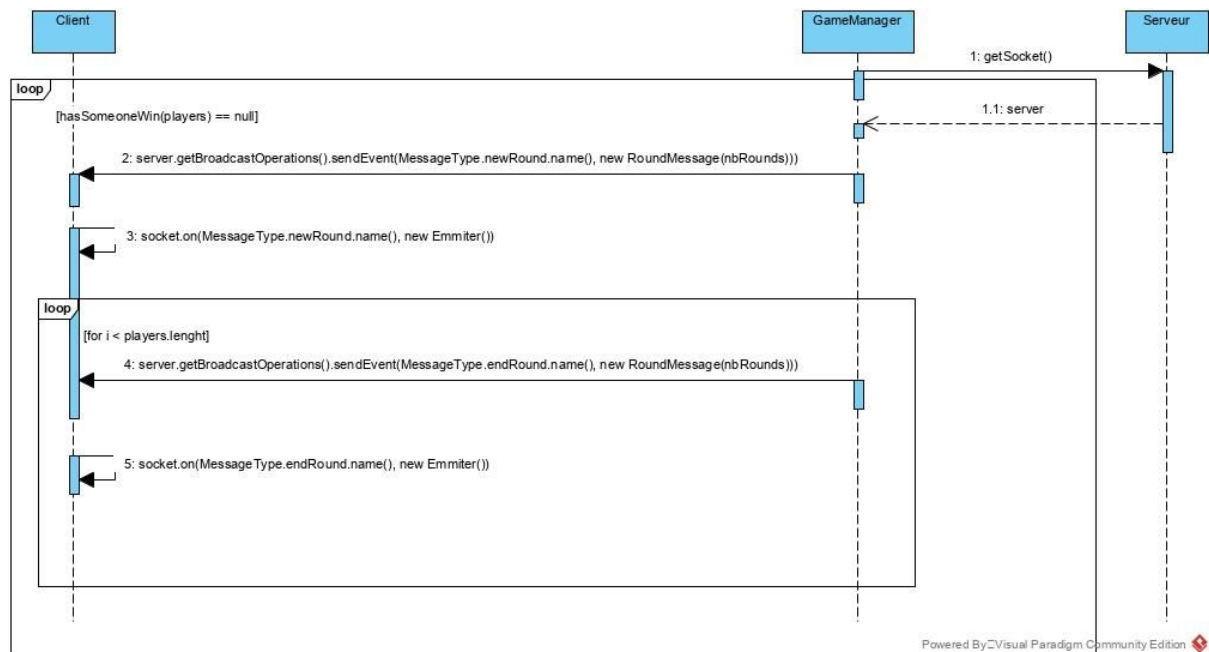 Client
GameManager
Serveur
1: getSocket()
loop
[hasSomeoneWin(players) == null]
1.1: server
2: server.getBroadcastOperations().sendEvent(MessageType.newRound.name(), new RoundMessage(nbRounds)))
3: socket.on(MessageType.newRound.name(), new Emmiter())
loop
[for i < players.lenght]
4: server.getBroadcastOperations().sendEvent(MessageType.endRound.name(), new RoundMessage(nbRounds)))
5: socket.on(MessageType.endRound.name(), new Emmiter())
Powered By Visual Paradigm Community Edition